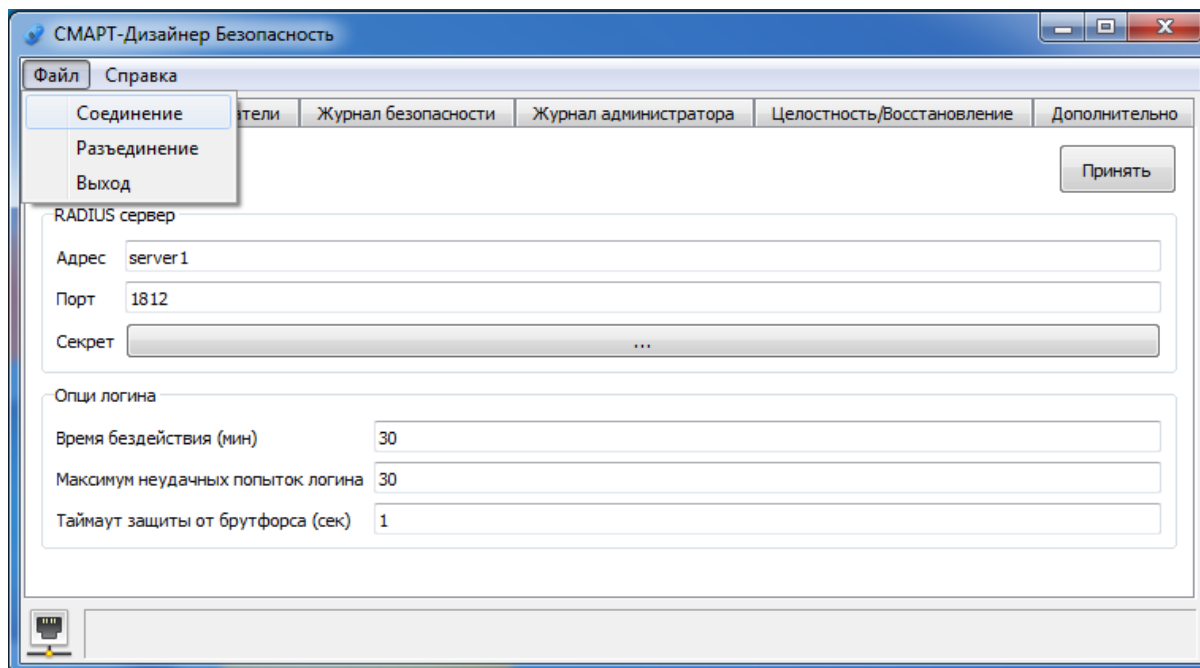 СМАРТ-Дизайнер Безопасность
Файл Справка
Соединение
Разъединение
Выход
Журнал безопасности Журнал администратора Целостность/Восстановление Дополнительно
Принять
RADIUS сервер
Адрес server1
Порт 1812
Секрет ...
Опци логина
Время бездействия (мин) 30
Максимум неудачных попыток логина 30
Таймаут защиты от брутфорса (сек) 1